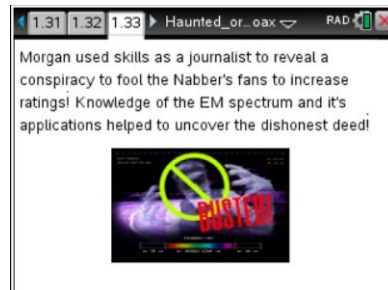 1.31 1.32 1.33 Haunted_or…oax RAD
Morgan used skills as a journalist to reveal a
conspiracy to fool the Nabber's fans to increase
ratings! Knowledge of the EM spectrum and it's
applications helped to uncover the dishonest deed!
BUSTED!